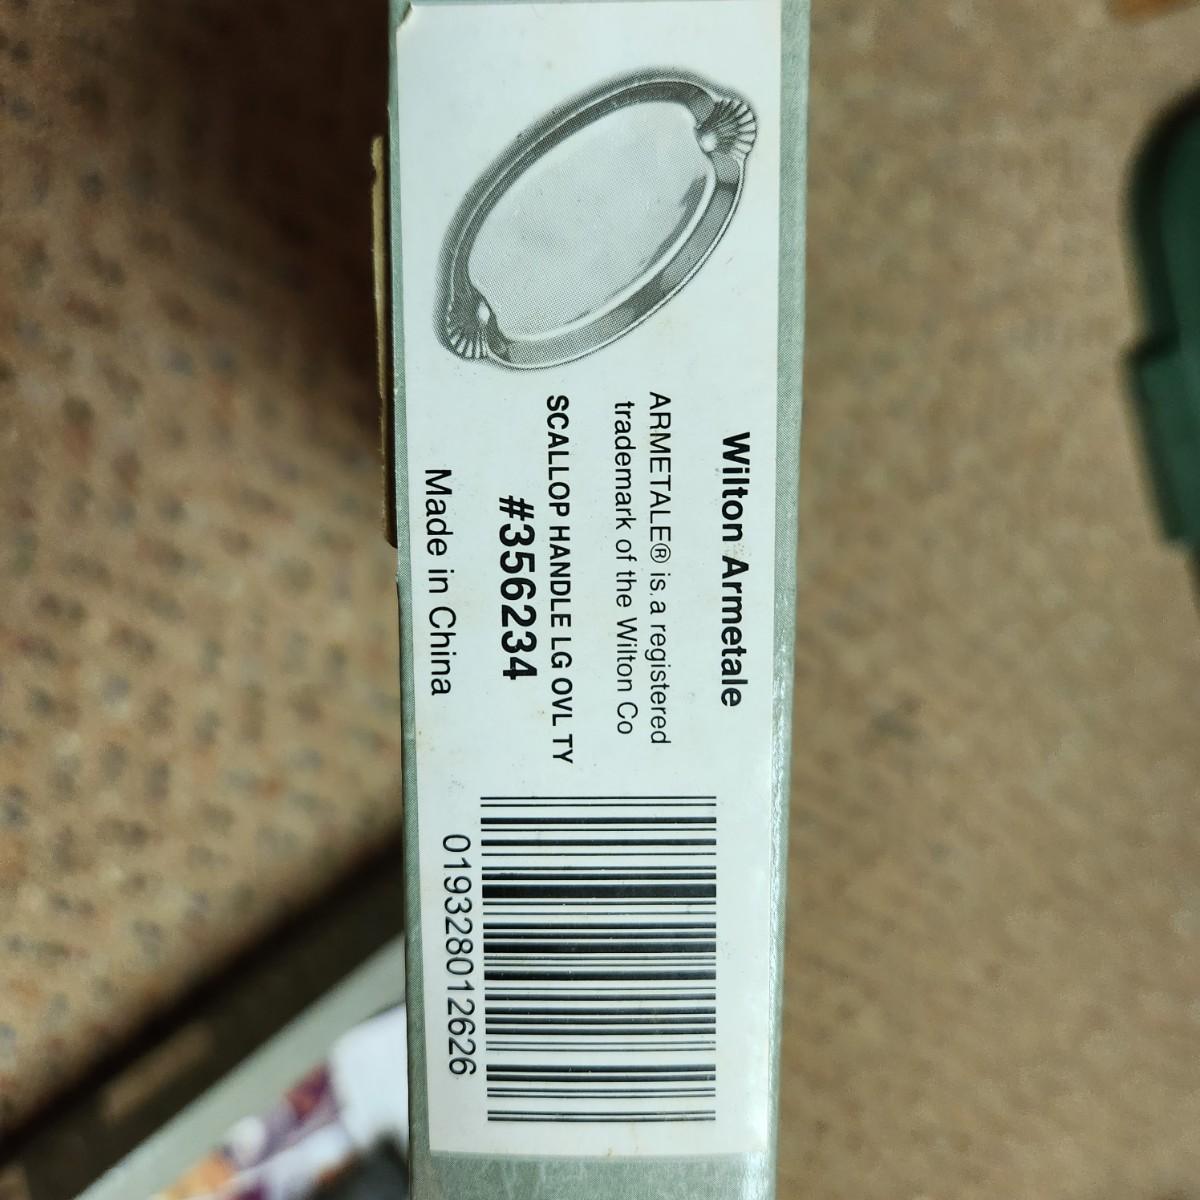 Wilton Armetale
ARMETALE® is a registered
trademark of the Wilton Co
SCALLOP HANDLE LG OVL TY
#356234
Made in China
019328012626